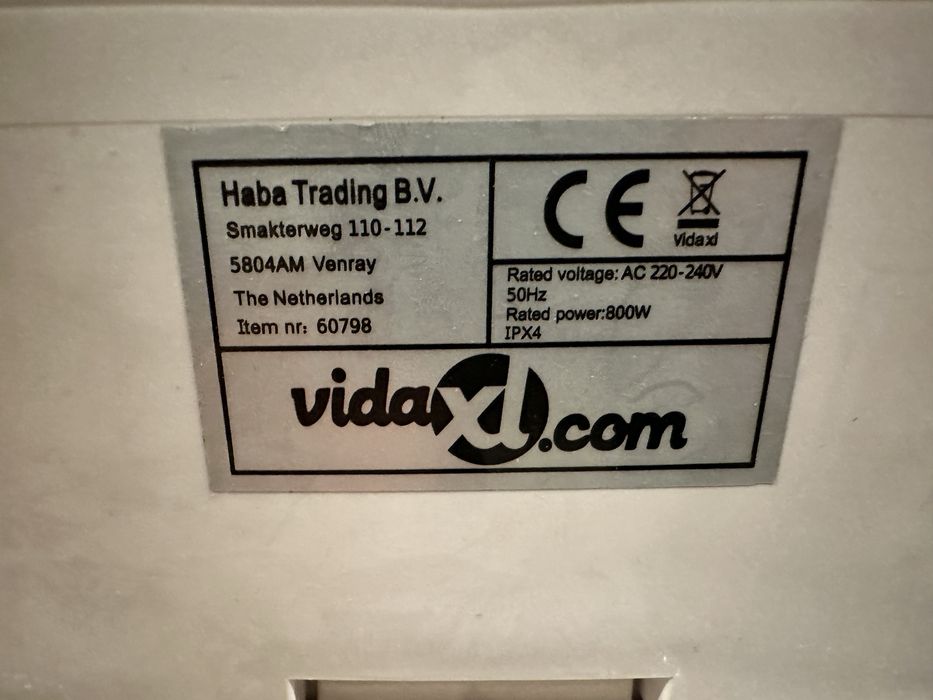 Haba Trading B.V.
Smakterweg 110-112
5804AM Venray
The Netherlands
Item nr: 60798
CE
Vidaxl
Rated voltage: AC 220-240V
50Hz
Rated power:800W
IPX4
vidaxl.com